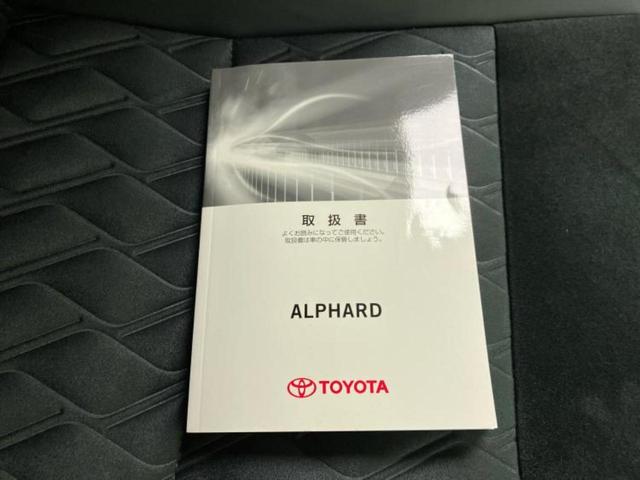 取扱書
よくお読みになってご使用ください。
取扱書は車の中に保管しましょう。
ALPHARD
TOYOTA